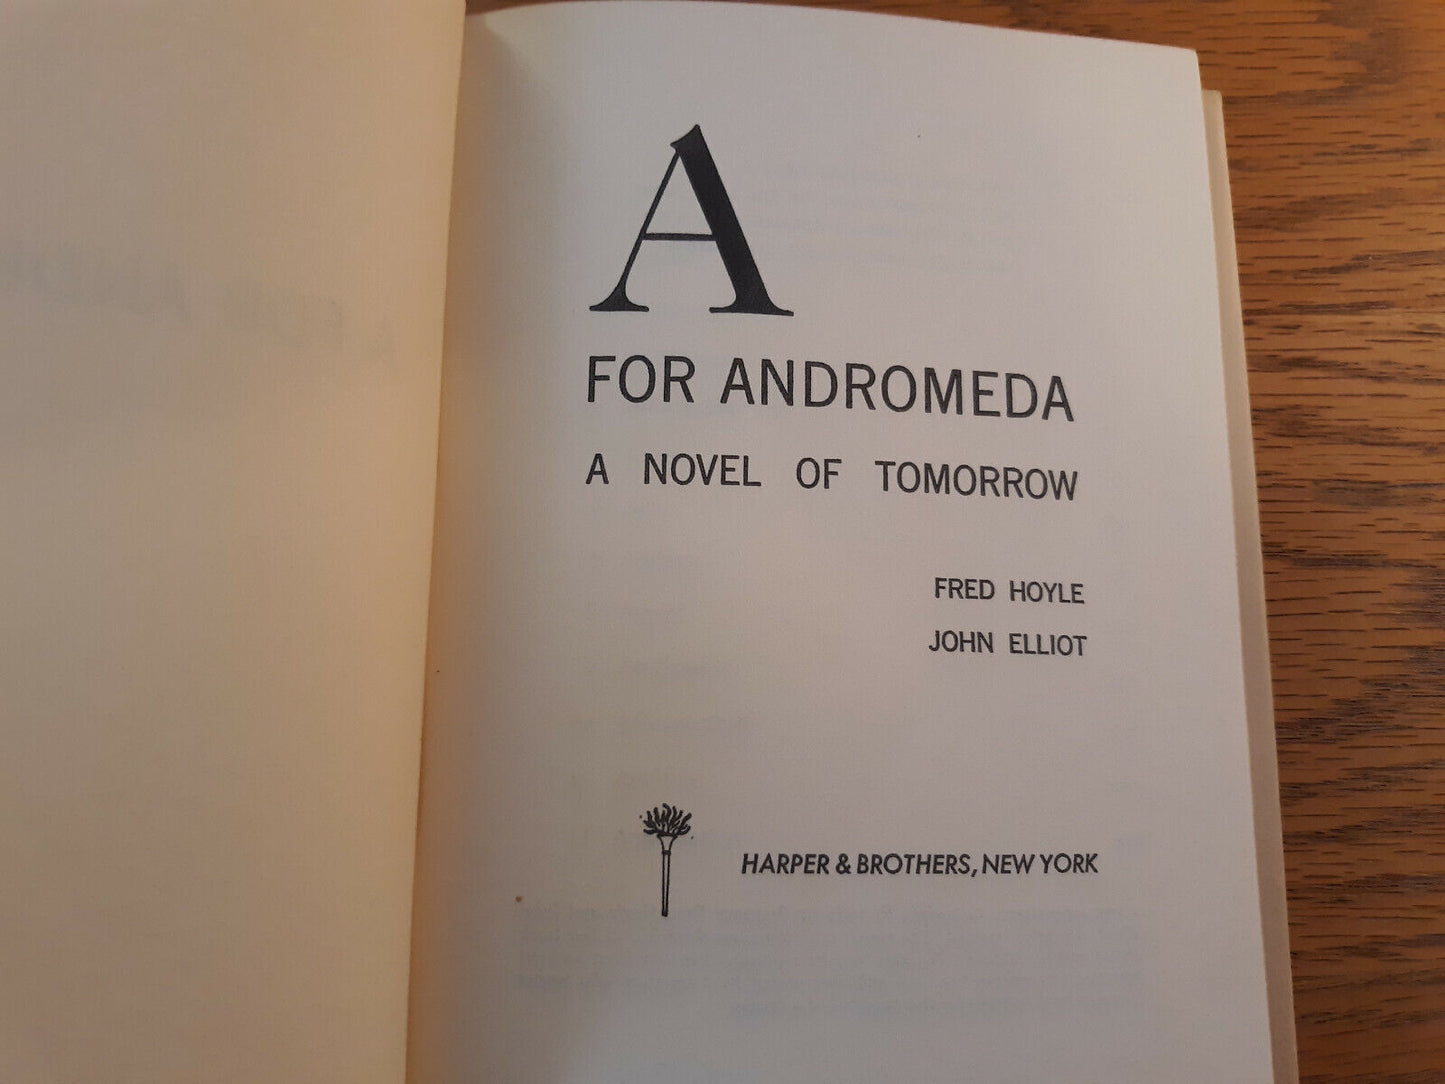 A
FOR ANDROMEDA
A NOVEL OF TOMORROW
FRED HOYLE
JOHN ELLIOT
HARPER & BROTHERS, NEW YORK